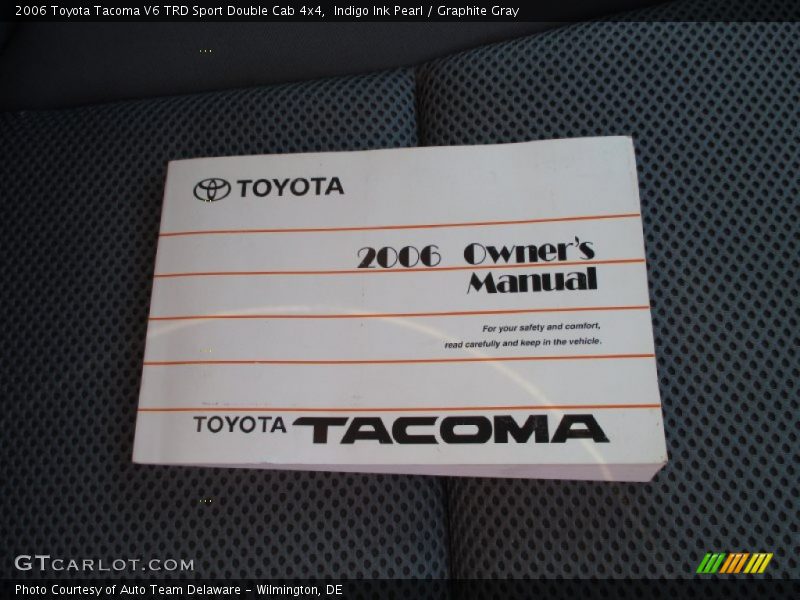 2006 Toyota Tacoma V6 TRD Sport Double Cab 4x4,  Indigo Ink Pearl / Graphite Gray
TOYOTA
2006 Owner's
Manual
For your safety and comfort,
read carefully and keep in the vehicle.
TOYOTA TACOMA
GTCARLOT.COM
Photo Courtesy of Auto Team Delaware – Wilmington, DE